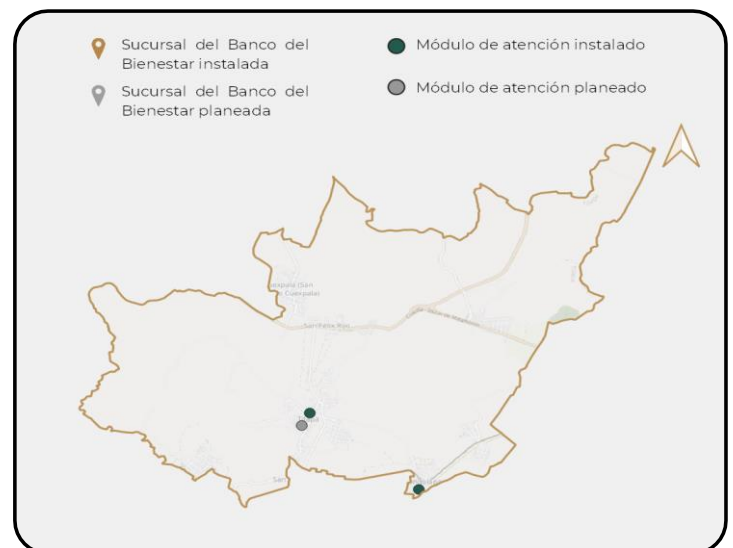 Sucursal del Banco del
Bienestar instalada
Sucursal del Banco del
Bienestar planeada
Módulo de atención instalado
Módulo de atención planeado